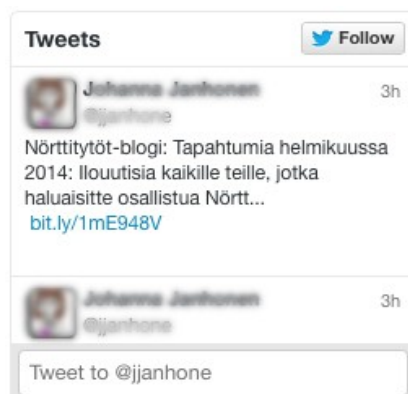 Tweets
Follow
3h
Nörttitytöt-blogi: Tapahtumia helmikuussa
2014: Ilouutisia kaikille teille, jotka
haluaisitte osallistua Nörtt...
bit.ly/1mE948V
3h
Tweet to @jjanhone